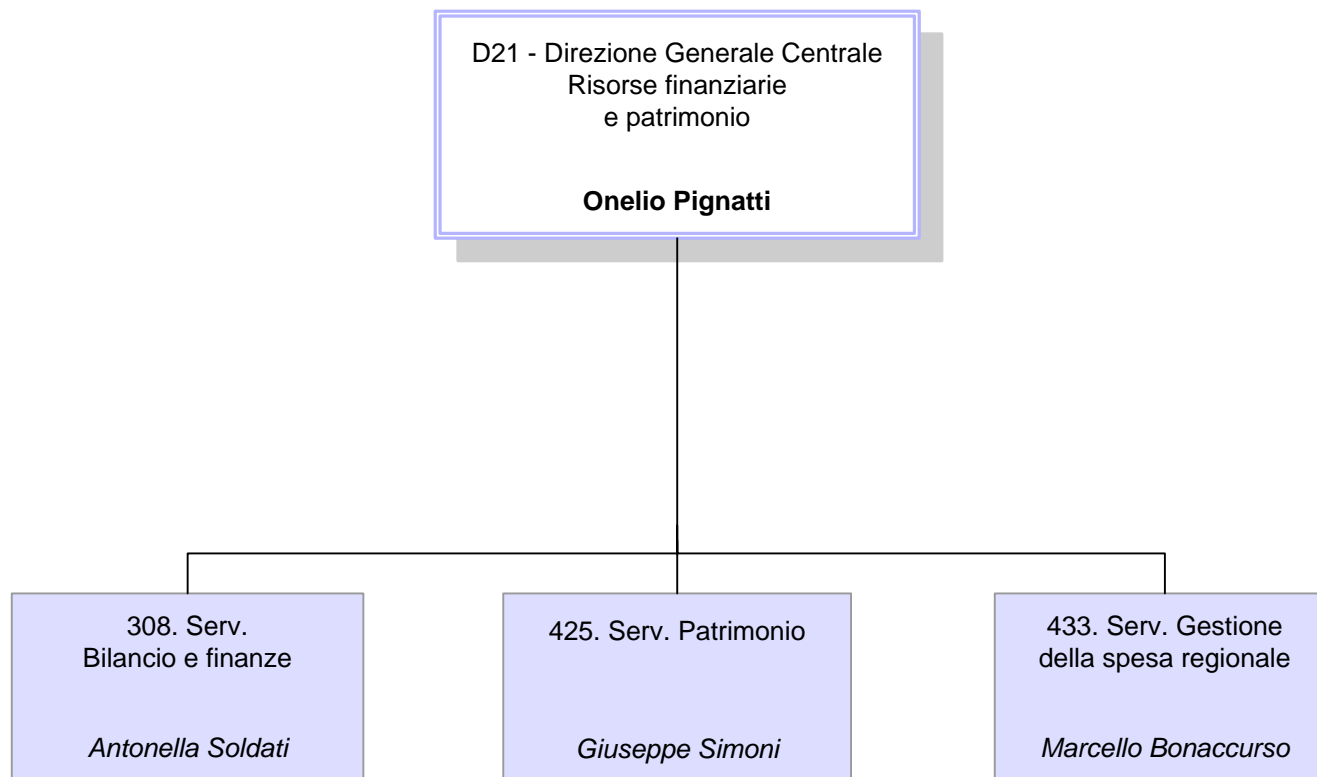 D21 - Direzione Generale Centrale
Risorse finanziarie
e patrimonio
Onelio Pignatti
308. Serv.
Bilancio e finanze
Antonella Soldati
425. Serv. Patrimonio
Giuseppe Simoni
433. Serv. Gestione
della spesa regionale
Marcello Bonaccurso